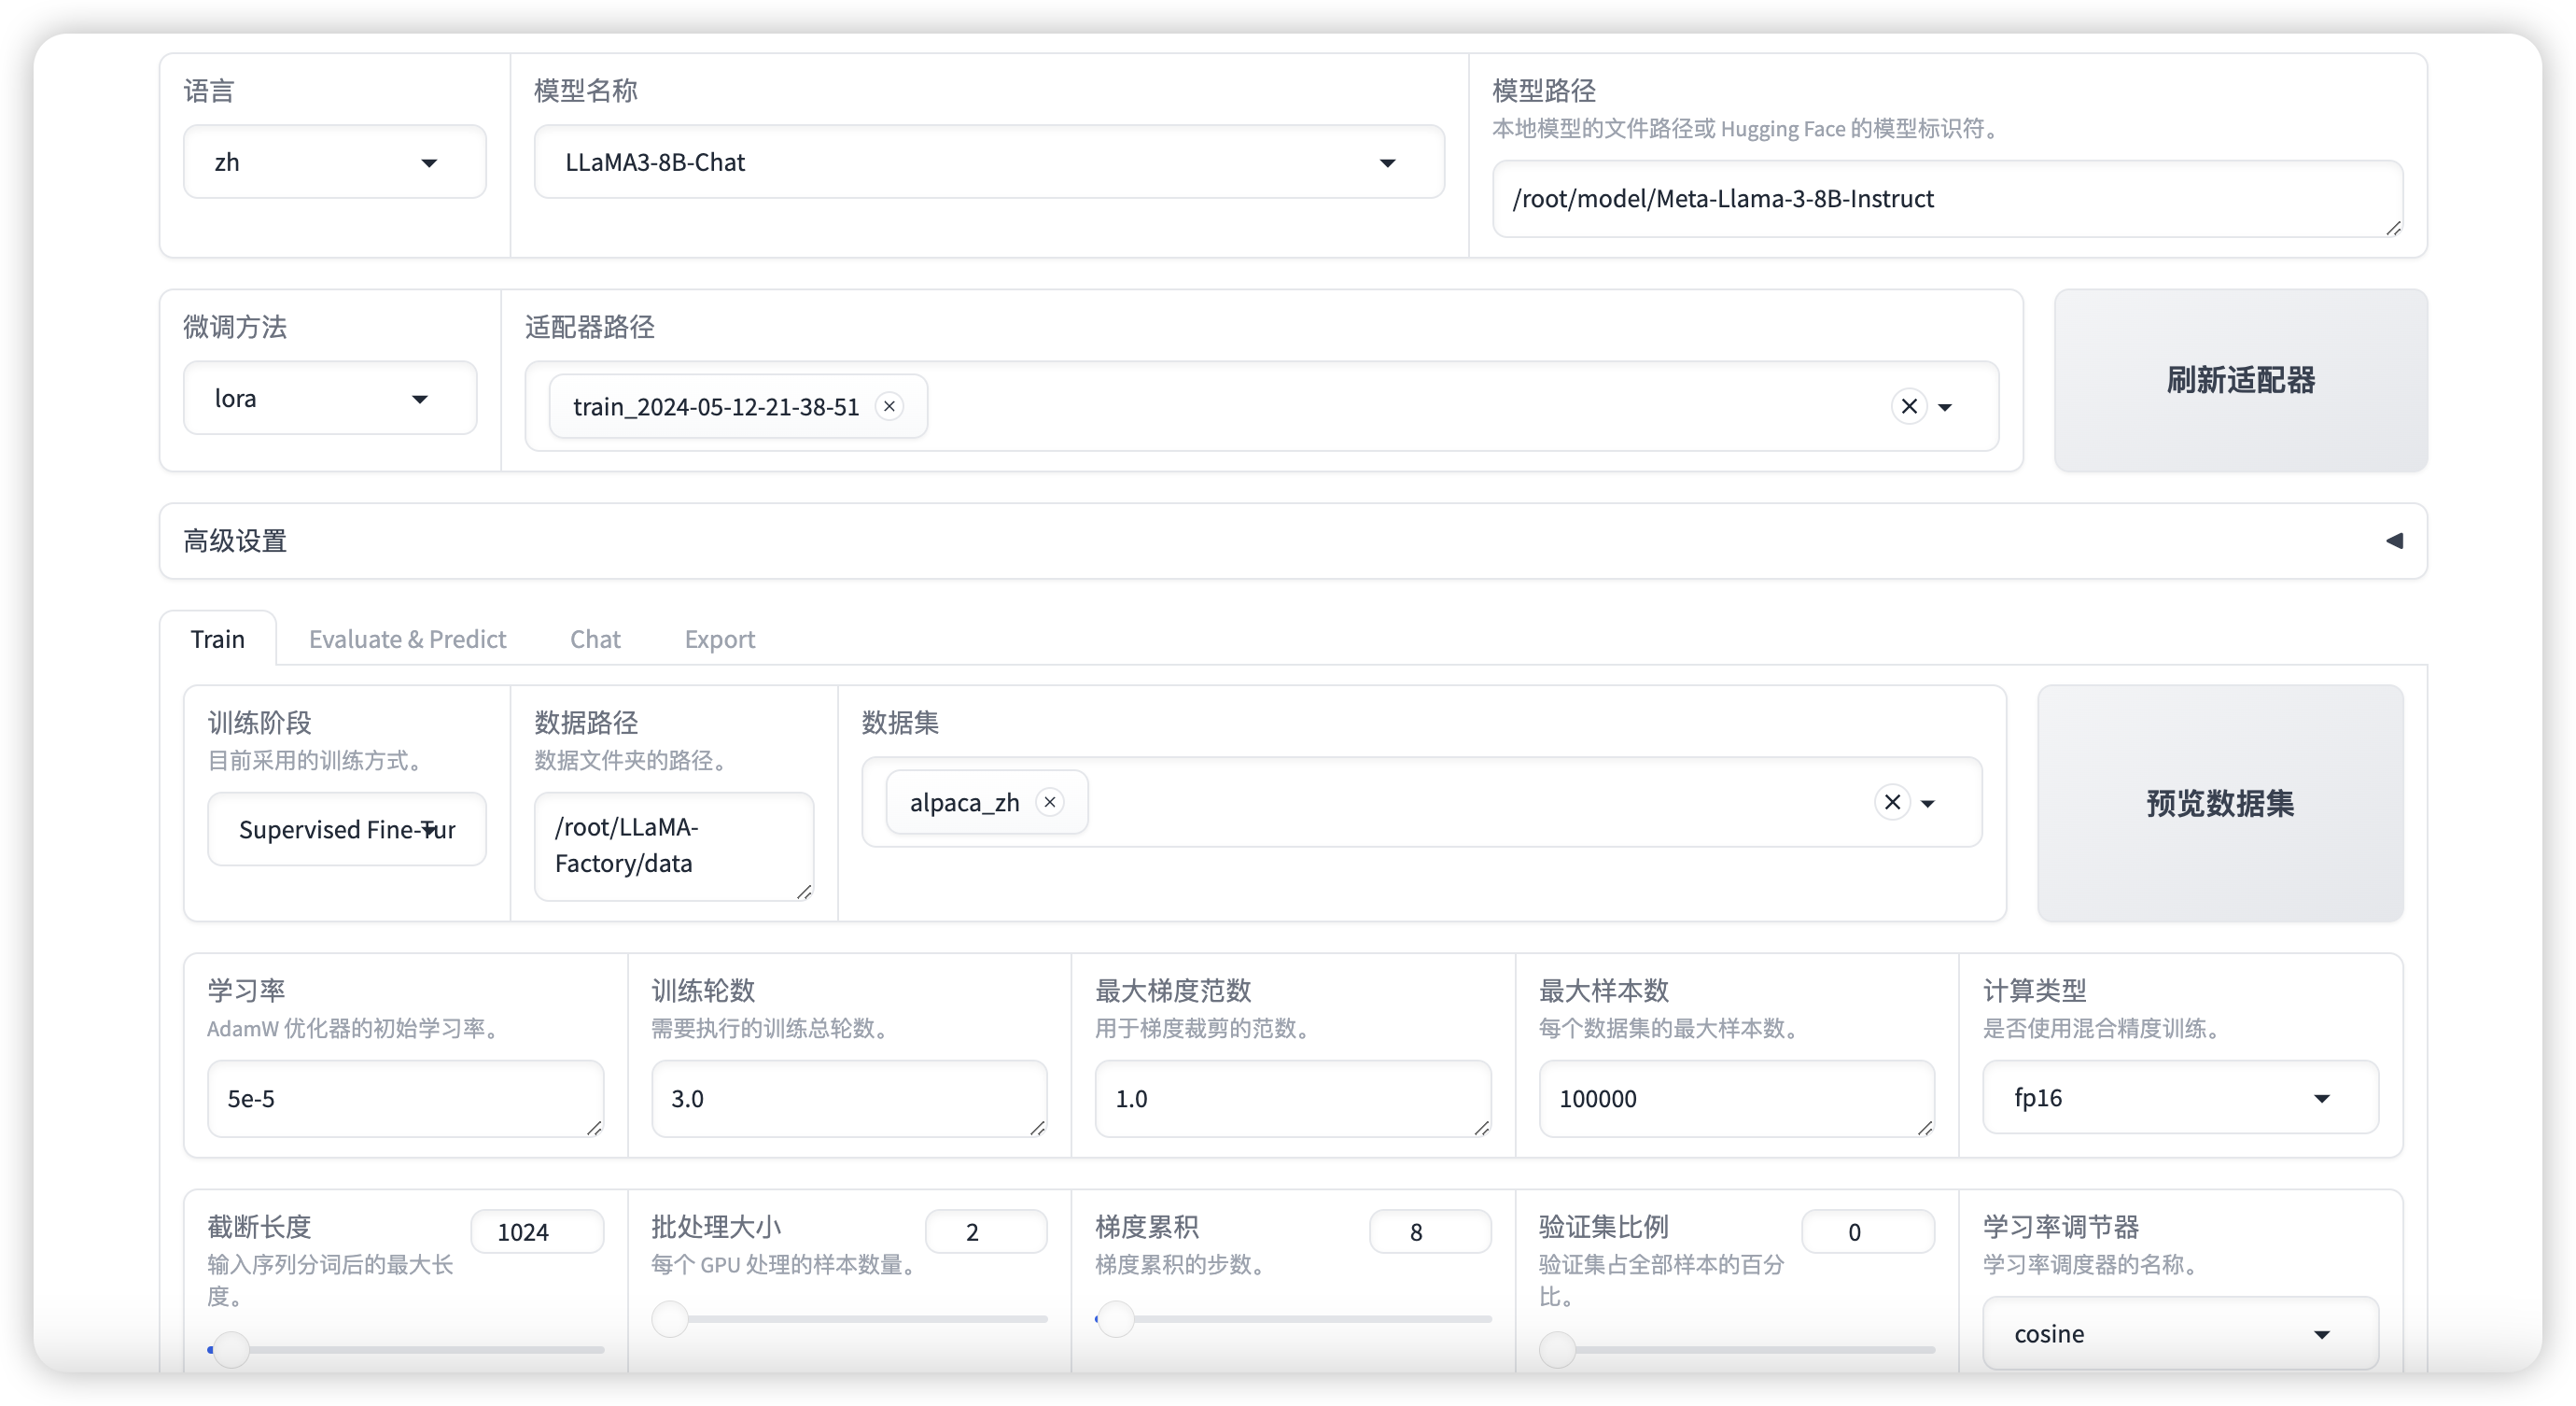 语言
zh
模型名称
LLaMA3-8B-Chat
模型路径
本地模型的文件路径或 Hugging Face 的模型标识符。
/root/model/Meta-Llama-3-8B-Instruct
微调方法
lora
适配器路径
train_2024-05-12-21-38-51
刷新适配器
高级设置
Train
Evaluate & Predict
Chat
Export
训练阶段
目前采用的训练方式。
Supervised Fine-Tur
数据路径
数据文件夹的路径。
/root/LLaMA-
Factory/data
数据集
alpaca_zh
预览数据集
学习率
AdamW 优化器的初始学习率。
5e-5
训练轮数
需要执行的训练总轮数。
3.0
最大梯度范数
用于梯度裁剪的范数。
1.0
最大样本数
每个数据集的最大样本数。
100000
计算类型
是否使用混合精度训练。
fp16
截断长度
1024
输入序列分词后的最大长
度。
批处理大小
2
每个 GPU 处理的样本数量。
梯度累积
8
梯度累积的步数。
验证集比例
0
验证集占全部样本的百分
比。
学习率调节器
学习率调度器的名称。
cosine